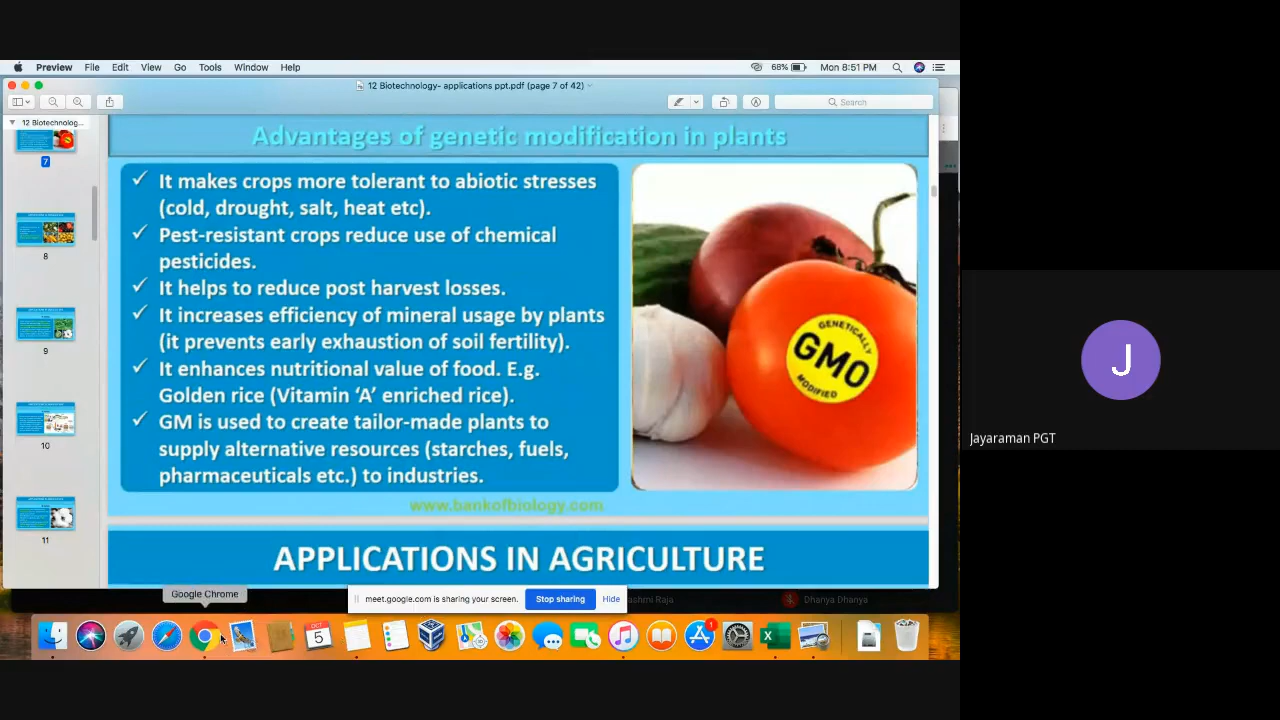 Preview File Edit View Go Tools Window Help
68% Mon 8:51 PM
12 Biotechnology- applications ppt.pdf (page 7 of 42)
Search
12 Biotechnolog...
7
8
9
10
11
Advantages of genetic modification in plants
✓ It makes crops more tolerant to abiotic stresses
(cold, drought, salt, heat etc).
✓ Pest-resistant crops reduce use of chemical
pesticides.
✓ It helps to reduce post harvest losses.
✓ It increases efficiency of mineral usage by plants
(it prevents early exhaustion of soil fertility).
✓ It enhances nutritional value of food. E.g.
Golden rice (Vitamin ‘A’ enriched rice).
✓ GM is used to create tailor-made plants to
supply alternative resources (starches, fuels,
pharmaceuticals etc.) to industries.
GENETICALLY
GMO
MODIFIED
www.bankofbiology.com
APPLICATIONS IN AGRICULTURE
Google Chrome
meet.google.com is sharing your screen. Stop sharing Hide
Raja
Dhanya Dhanya
OCT
5
1
J
Jayaraman PGT